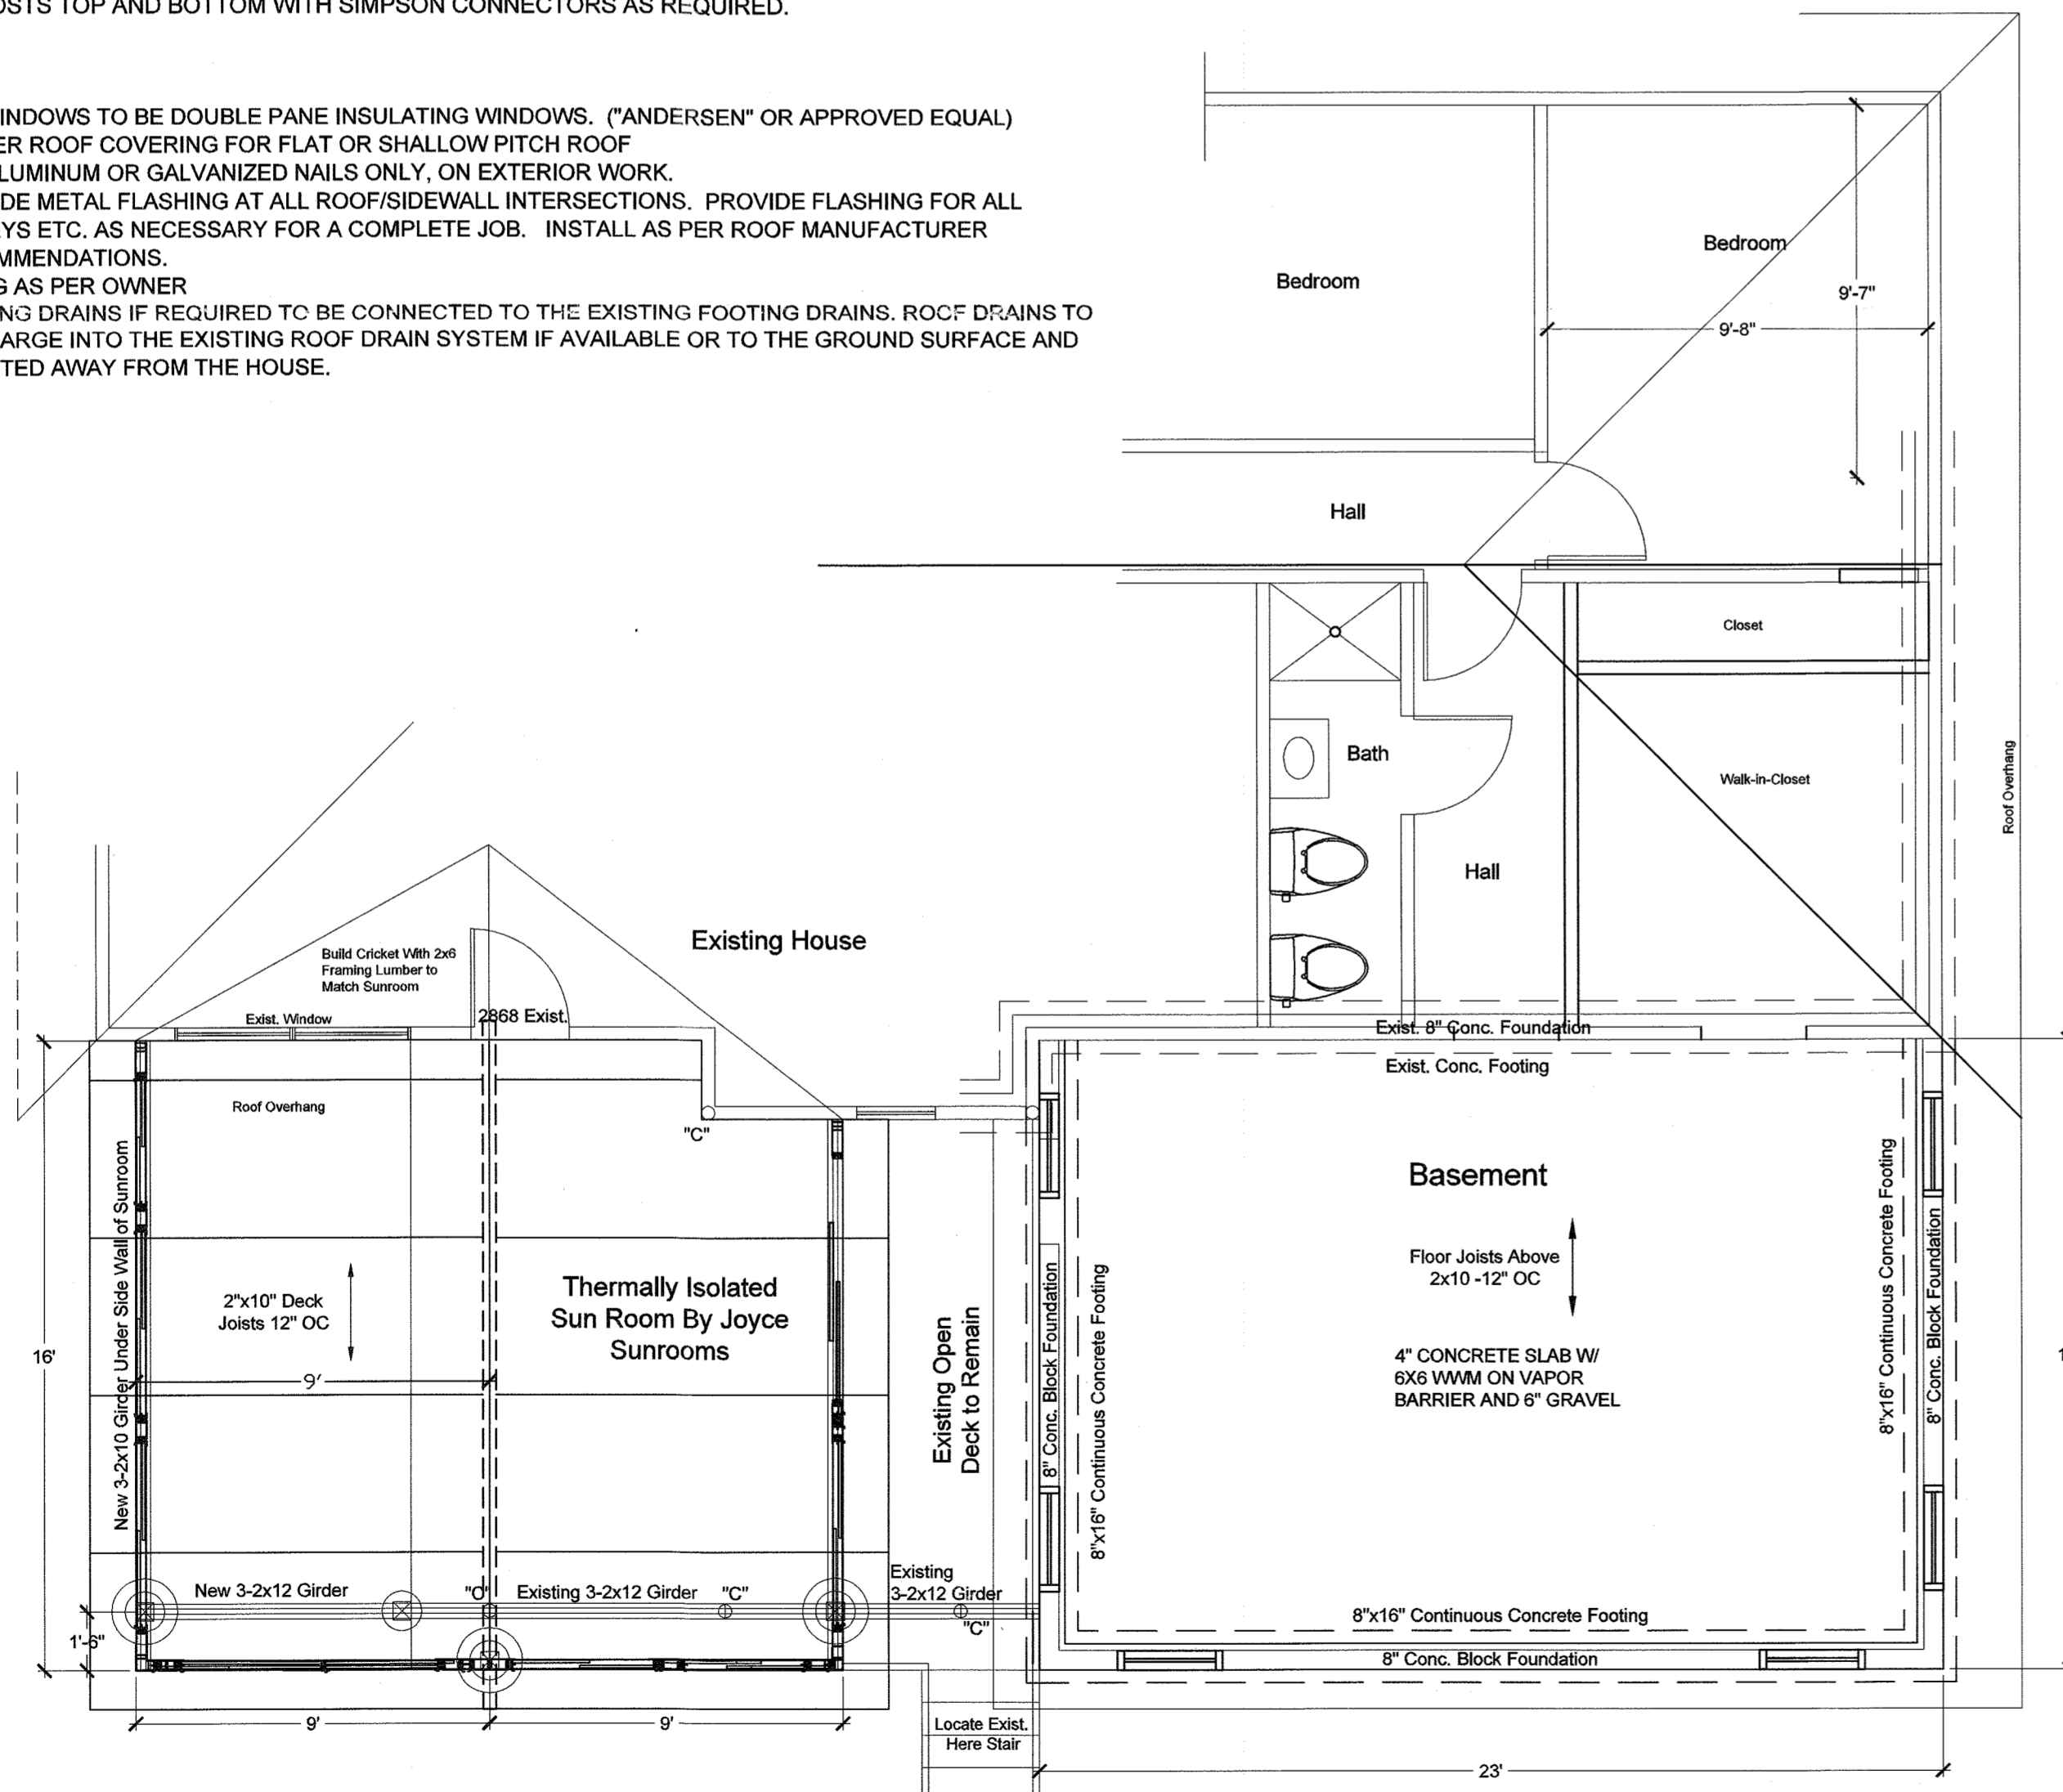 OSTS TOP AND BOTTOM WITH SIMPSON CONNECTORS AS REQUIRED.
INDOWS TO BE DOUBLE PANE INSULATING WINDOWS. ("ANDERSEN" OR APPROVED EQUAL)
ER ROOF COVERING FOR FLAT OR SHALLOW PITCH ROOF
LUMINUM OR GALVANIZED NAILS ONLY, ON EXTERIOR WORK.
DE METAL FLASHING AT ALL ROOF/SIDEWALL INTERSECTIONS. PROVIDE FLASHING FOR ALL
YS ETC. AS NECESSARY FOR A COMPLETE JOB. INSTALL AS PER ROOF MANUFACTURER
MMENDATIONS.
G AS PER OWNER
NG DRAINS IF REQUIRED TO BE CONNECTED TO THE EXISTING FOOTING DRAINS. ROOF DRAINS TO
ARGE INTO THE EXISTING ROOF DRAIN SYSTEM IF AVAILABLE OR TO THE GROUND SURFACE AND
TED AWAY FROM THE HOUSE.
Bedroom
Bedroom
9'-7"
9'-8"
Hall
Closet
Bath
Walk-in-Closet
Roof Overhang
Hall
Existing House
Build Cricket With 2x6
Framing Lumber to
Match Sunroom
Exist. Window
2868 Exist.
Exist. 8" Conc. Foundation
Exist. Conc. Footing
Roof Overhang
"C"
New 3-2x10 Girder Under Side Wall of Sunroom
2"x10" Deck
Joists 12" OC
Thermally Isolated
Sun Room By Joyce
Sunrooms
16'
9'
Existing Open
Deck to Remain
8" Conc. Block Foundation
8"x16" Continuous Concrete Footing
Basement
Floor Joists Above
2x10 -12" OC
4" CONCRETE SLAB W/
6X6 WWM ON VAPOR
BARRIER AND 6" GRAVEL
8"x16" Continuous Concrete Footing
8" Conc. Block Foundation
1
New 3-2x12 Girder
"C"
Existing 3-2x12 Girder
"C"
Existing
3-2x12 Girder
"C"
1'-6"
8"x16" Continuous Concrete Footing
8" Conc. Block Foundation
9'
9'
Locate Exist.
Here Stair
23'